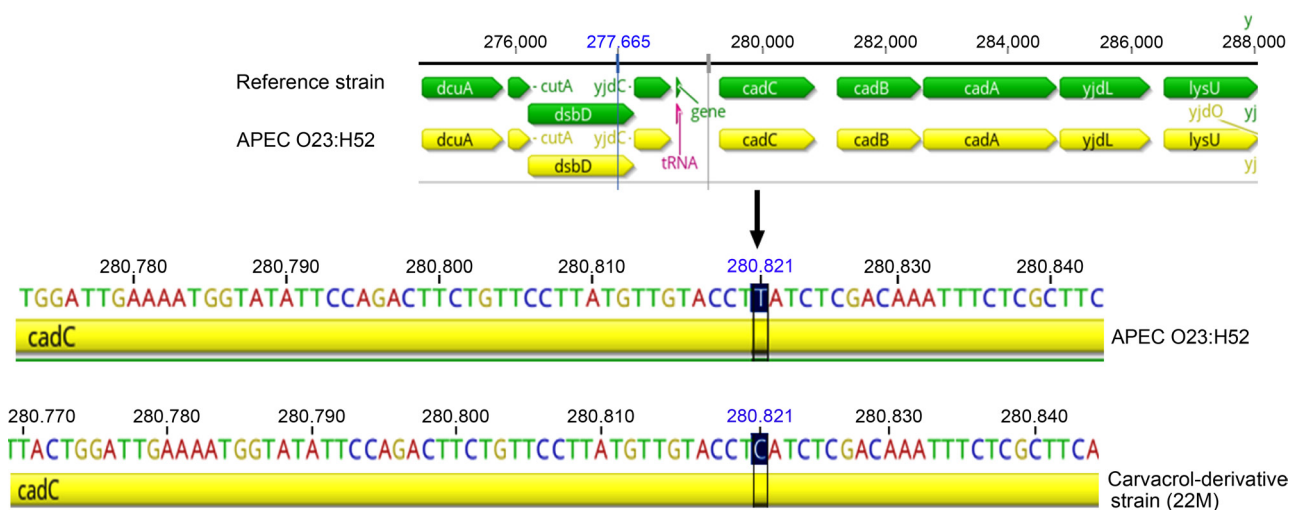 y
276,000 277,665 280,000 282,000 284,000 286,000 288,000
Reference strain dcuA cutA yjdC cadC cadB cadA yjdL lysU
dsbD gene yjdO yj
APEC O23:H52 dcuA cutA yjdC cadC cadB cadA yjdL lysU
dsbD tRNA yj
280.780 280.790 280.800 280.810 280.821 280.830 280.840
TGGATTGAAAATGGTATATTCCAGACTTCTGTTCCTTATGTTGTACCTTATCTCGACAAATTTCTCGCTTC
cadC APEC O23:H52
280.770 280.780 280.790 280.800 280.810 280.821 280.830 280.840
TTACTGGATTGAAAATGGTATATTCCAGACTTCTGTTCCTTATGTTGTACCTCATCTCGACAAATTTCTCGCTTCA
cadC Carvacrol-derivative
strain (22M)